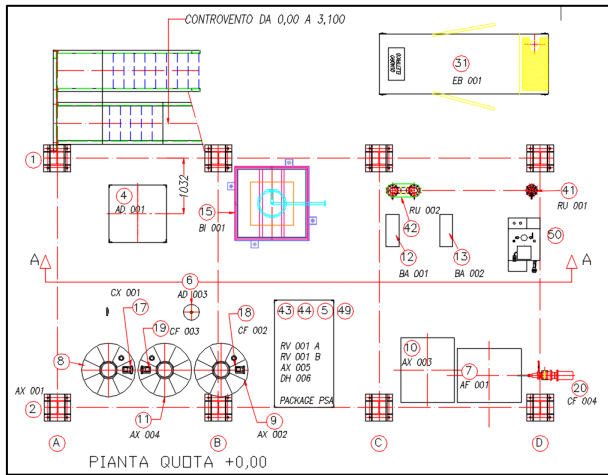 CONTROVENTO DA 0,00 A 3,100
QUADRO
ELETRICO
31
EB 001
1
1032
4
AD 001
15
BI 001
RU 002
42
41
RU 001
12
BA 001
13
BA 002
50
A
A
6
AD 003
CX 001
17
19
CF 003
18
CF 002
43 44 5 49
RV 001 A
RV 001 B
AX 005
DH 006
PACKAGE PSA
8
10
AX 003
7
AF 001
20
CF 004
AX 001
2
11
AX 004
9
AX 002
A
B
C
D
PIANTA QUOTA +0,00